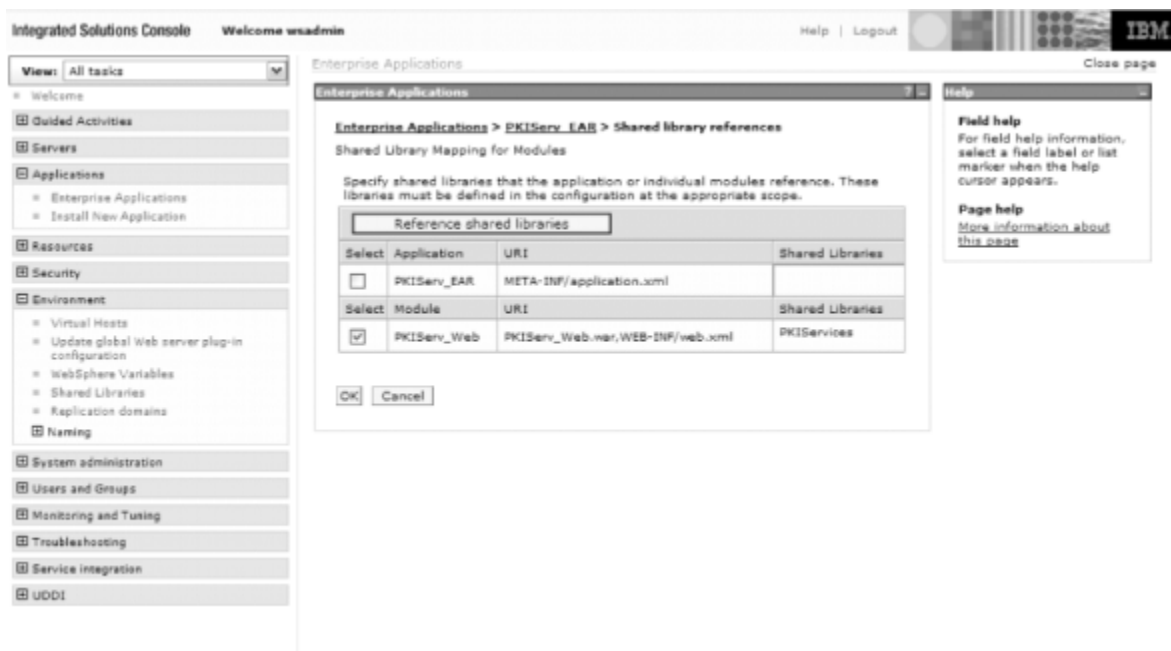 Integrated Solutions Console Welcome wsadmin Help | Logout IBM
View: All tasks
Welcome
Guided Activities
Servers
Applications
Enterprise Applications
Install New Application
Resources
Security
Environment
Virtual Hosts
Update global Web server plug-in
configuration
WebSphere Variables
Shared Libraries
Replication domains
Naming
System administration
Users and Groups
Monitoring and Tuning
Troubleshooting
Service integration
UDDI
Enterprise Applications Close page
Enterprise Applications ? -
Enterprise Applications > PKIServ_EAR > Shared library references
Shared Library Mapping for Modules
Specify shared libraries that the application or individual modules reference. These
libraries must be defined in the configuration at the appropriate scope.
Reference shared libraries
Select Application URI Shared Libraries
PKIServ_EAR META-INF/application.xml
Select Module URI Shared Libraries
PKIServ_Web PKIServ_Web.war,WEB-INF/web.xml PKIServices
OK Cancel
Help -
Field help
For field help information,
select a field label or list
marker when the help
cursor appears.
Page help
More information about
this page